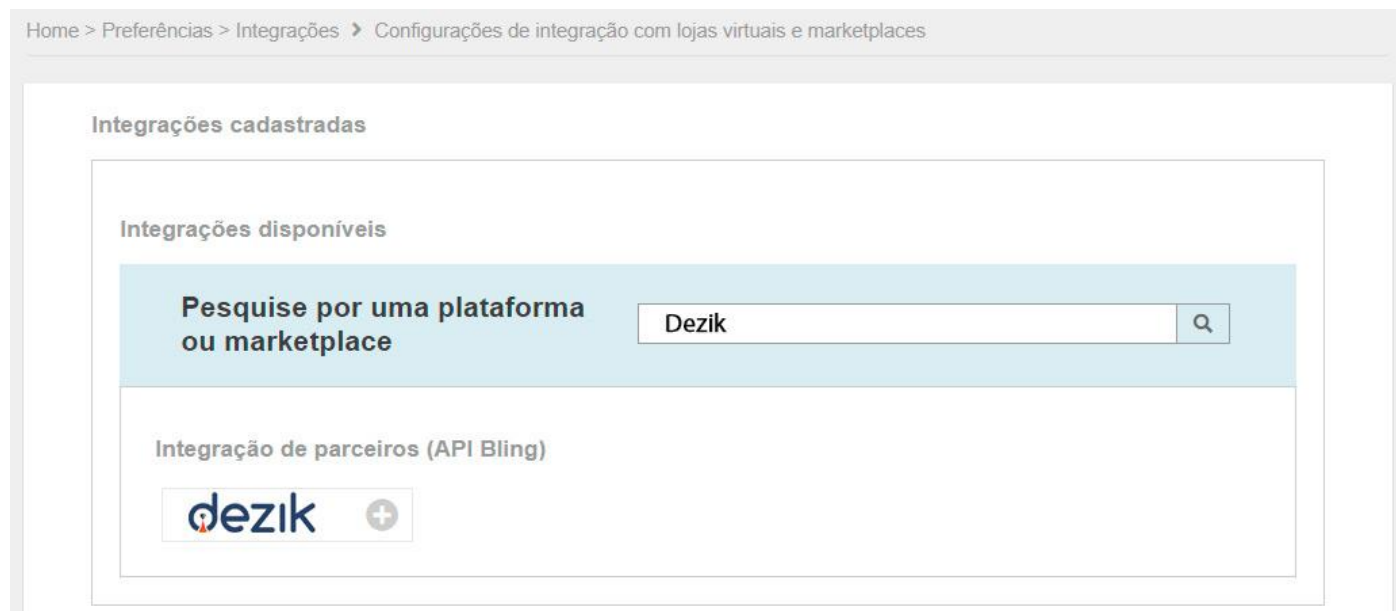 Home > Preferências > Integrações > Configurações de integração com lojas virtuais e marketplaces
Integrações cadastradas
Integrações disponíveis
Pesquise por uma plataforma
ou marketplace
Dezik
Integração de parceiros (API Bling)
dezik